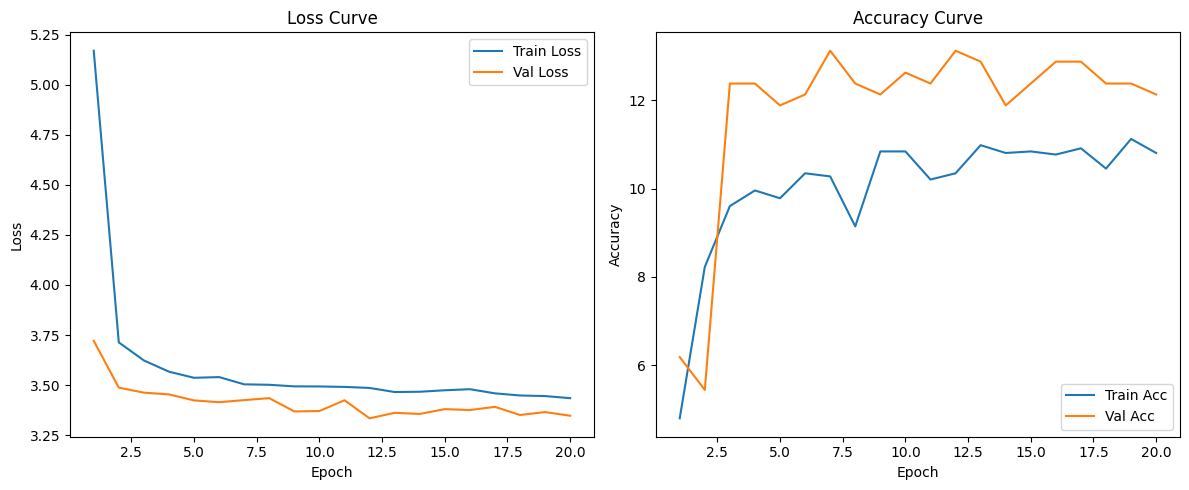 Loss Curve
Train Loss
Val Loss
5.25
5.00
4.75
4.50
4.25
4.00
3.75
3.50
3.25
Loss
2.5 5.0 7.5 10.0 12.5 15.0 17.5 20.0
Epoch
Accuracy Curve
12
10
8
6
Accuracy
Train Acc
Val Acc
2.5 5.0 7.5 10.0 12.5 15.0 17.5 20.0
Epoch